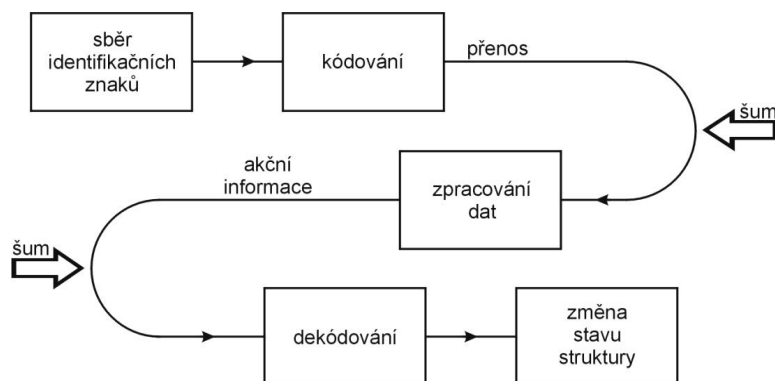 sběr
identifikačních
znaků
kódování
přenos
šum
akční
informace
zpracování
dat
šum
dekódování
změna
stavu
struktury